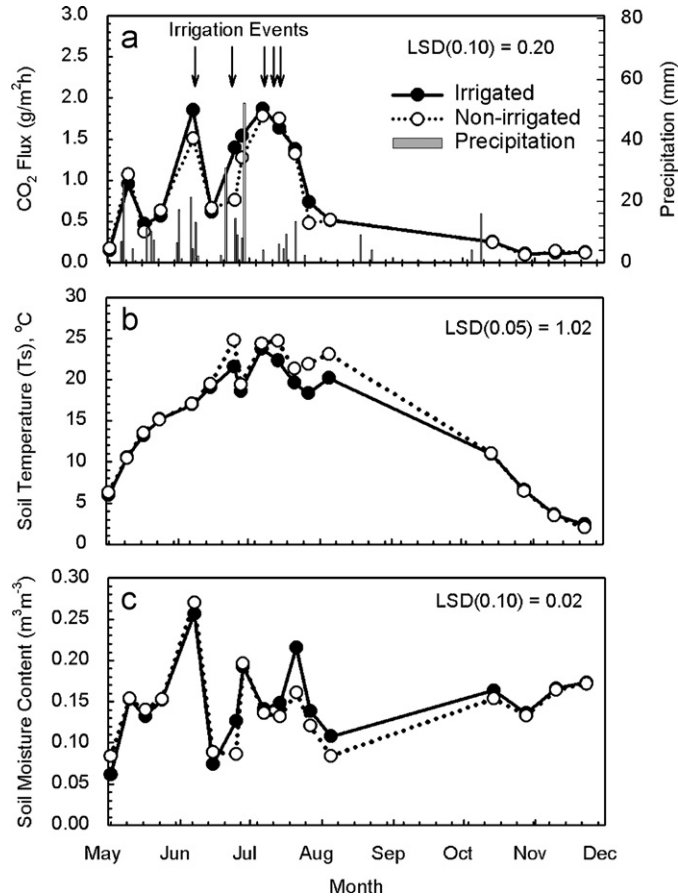 a
Irrigation Events
LSD(0.10) = 0.20
Irrigated
Non-irrigated
Precipitation
CO₂ Flux (g/m²h)
3.0
2.5
2.0
1.5
1.0
0.5
0.0
Precipitation (mm)
80
60
40
20
0
b
LSD(0.05) = 1.02
Soil Temperature (Ts), °C
30
25
20
15
10
5
0
c
LSD(0.10) = 0.02
Soil Moisture Content (m³m⁻³)
0.30
0.25
0.20
0.15
0.10
0.05
0.00
May Jun Jul Aug Sep Oct Nov Dec
Month